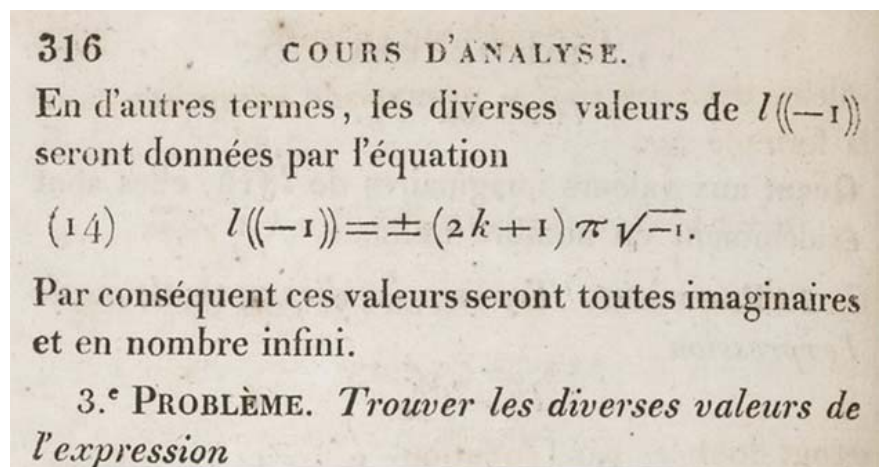 316 COURS D'ANALYSE.
En d'autres termes, les diverses valeurs de l((—1))
seront données par l'équation
(14) l((—1))=±(2k+1)π√−1.
Par conséquent ces valeurs seront toutes imaginaires
et en nombre infini.
3.e PROBLÈME. Trouver les diverses valeurs de
l'expression